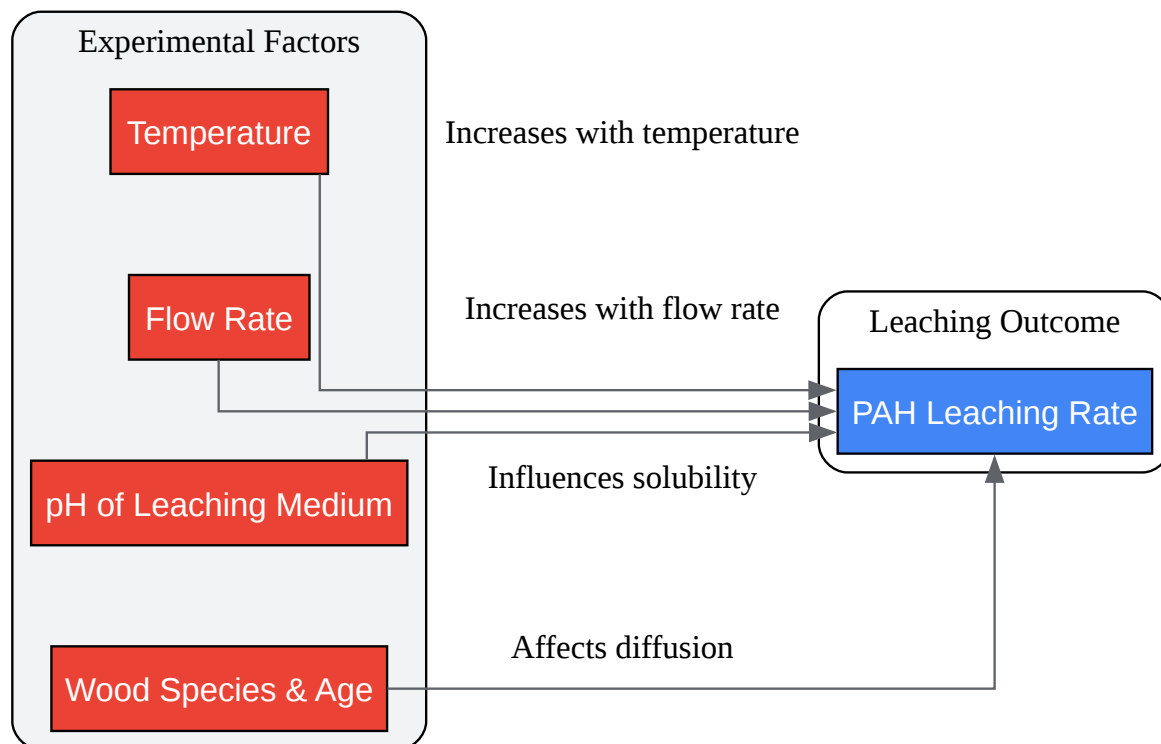 Experimental Factors
Temperature
Increases with temperature
Flow Rate
Increases with flow rate
Leaching Outcome
PAH Leaching Rate
pH of Leaching Medium
Influences solubility
Wood Species & Age
Affects diffusion